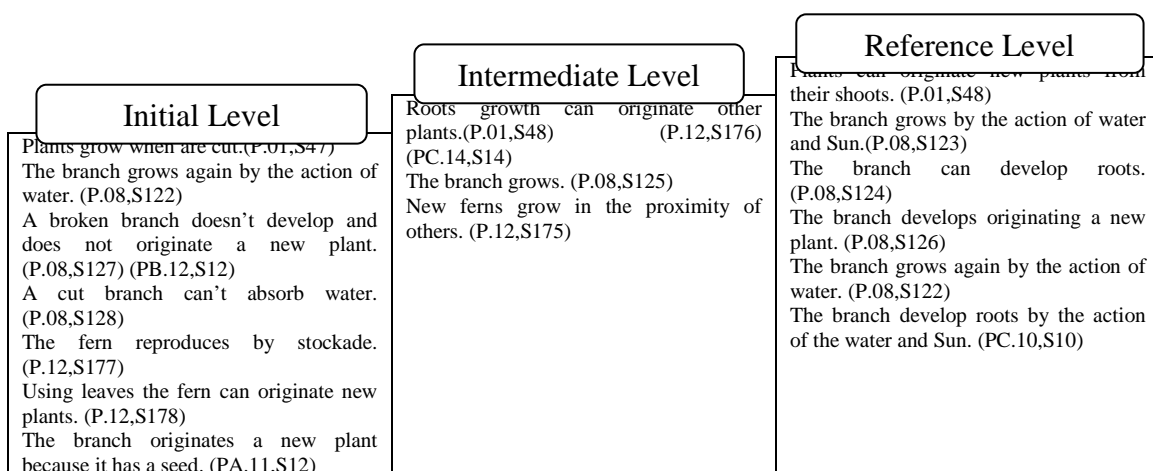 Initial Level
Plants grow when are cut.(P.01,S47)
The branch grows again by the action of
water. (P.08,S122)
A broken branch doesn't develop and
does not originate a new plant.
(P.08,S127) (PB.12,S12)
A cut branch can't absorb water.
(P.08,S128)
The fern reproduces by stockade.
(P.12,S177)
Using leaves the fern can originate new
plants. (P.12,S178)
The branch originates a new plant
because it has a seed. (PA.11,S12)
Intermediate Level
Roots growth can originate other
plants.(P.01,S48) (P.12,S176)
(PC.14,S14)
The branch grows. (P.08,S125)
New ferns grow in the proximity of
others. (P.12,S175)
Reference Level
Plants can originate new plants from
their shoots. (P.01,S48)
The branch grows by the action of water
and Sun.(P.08,S123)
The branch can develop roots.
(P.08,S124)
The branch develops originating a new
plant. (P.08,S126)
The branch grows again by the action of
water. (P.08,S122)
The branch develop roots by the action
of the water and Sun. (PC.10,S10)